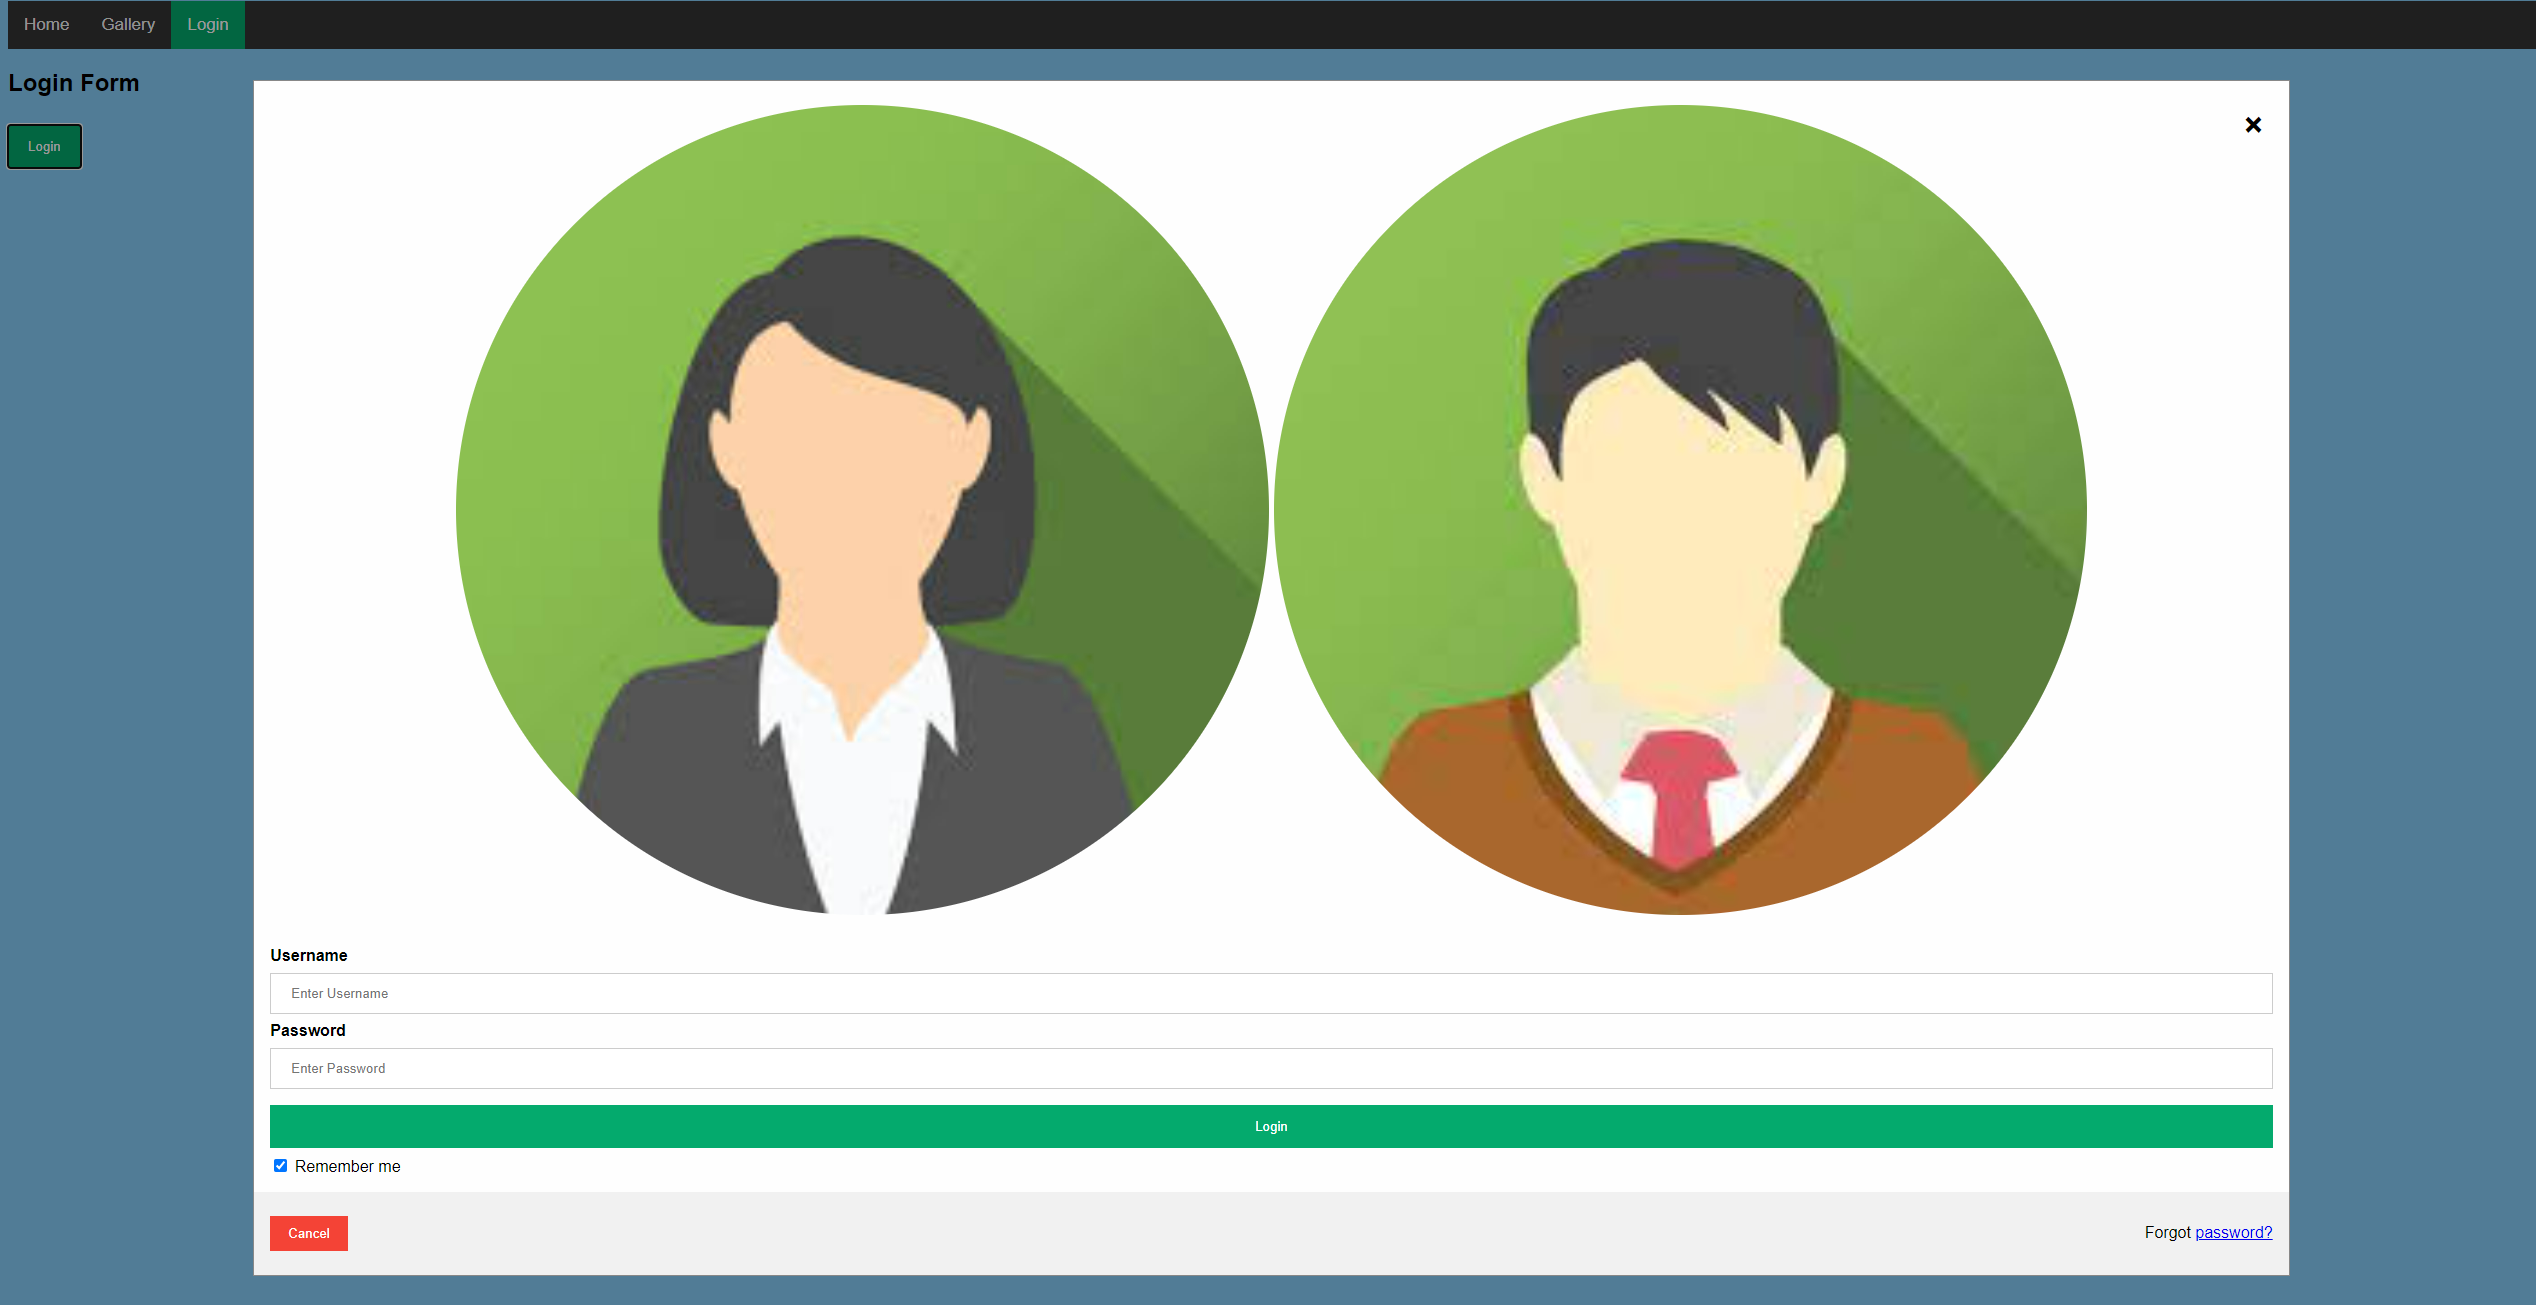 Home Gallery Login
Login Form
Login
×
Username
Enter Username
Password
Enter Password
Login
Remember me
Cancel
Forgot password?